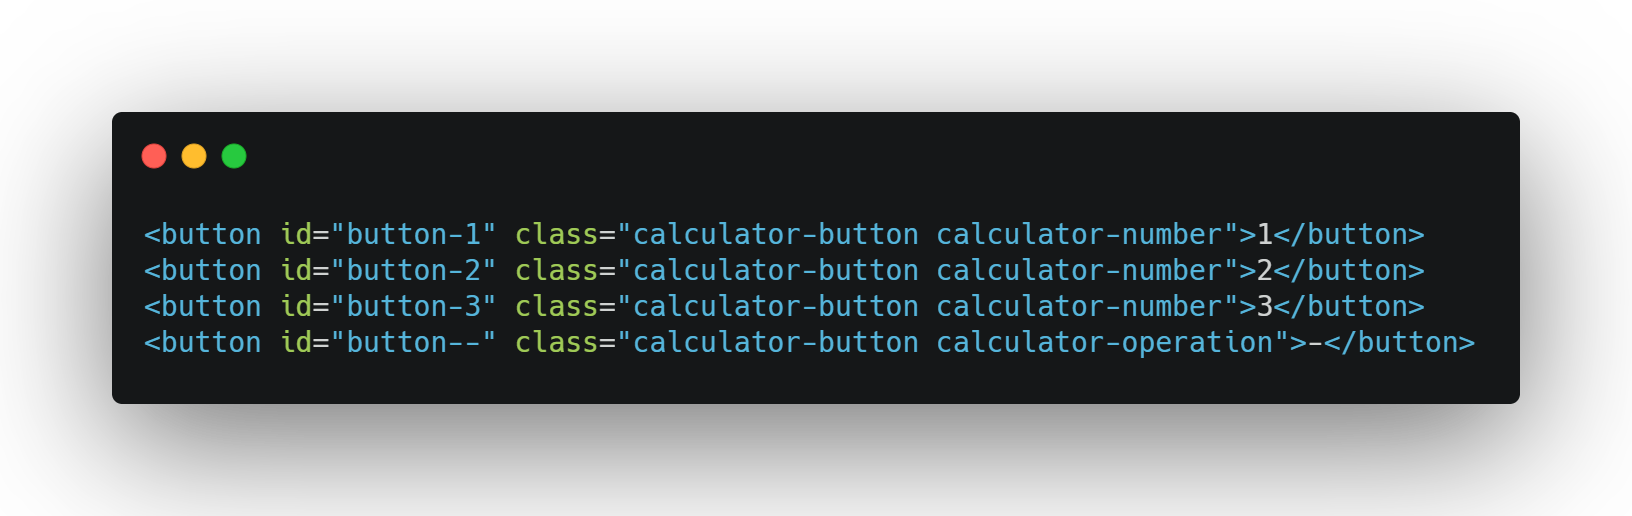 <button id="button-1" class="calculator-button calculator-number">1</button>
<button id="button-2" class="calculator-button calculator-number">2</button>
<button id="button-3" class="calculator-button calculator-number">3</button>
<button id="button--" class="calculator-button calculator-operation">-</button>